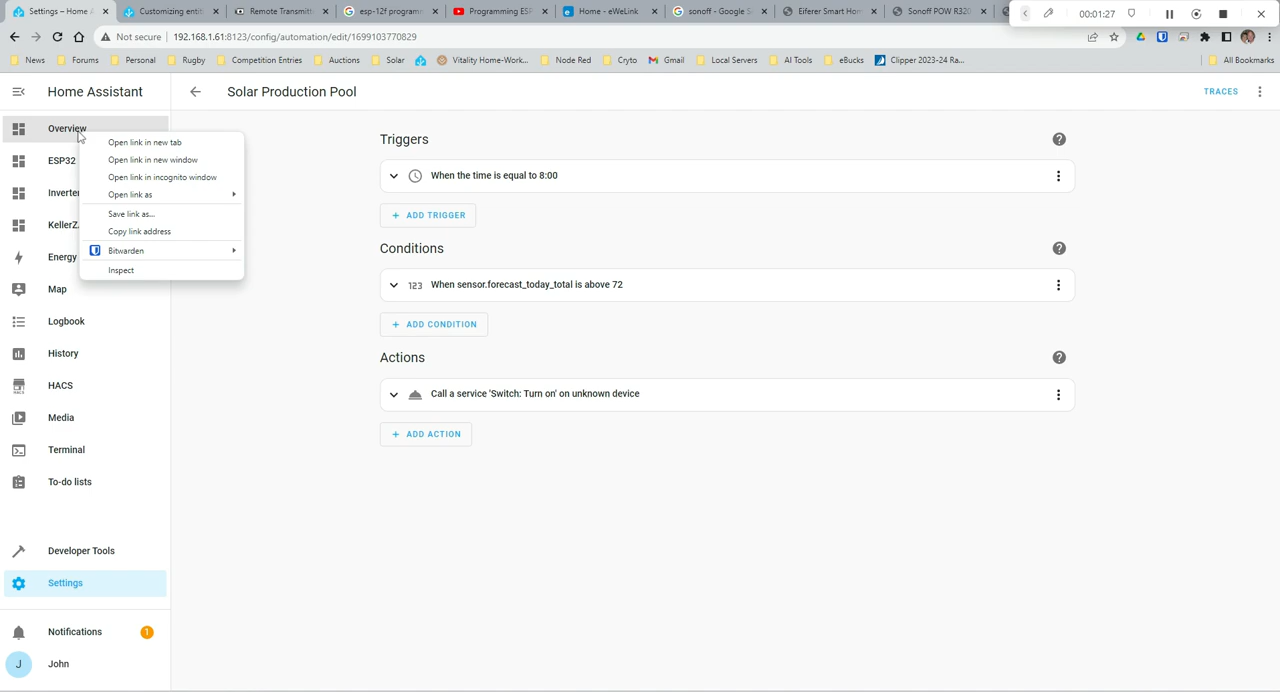 Settings – Home A
Customizing entit
Remote Transmitt
esp-12f program
Programming ESP
Home - eWeLink
sonoff - Google S
Eiferer Smart Hom
Sonoff POW R320
00:01:27
Not secure
192.168.1.61:8123/config/automation/edit/1699103770829
News
Forums
Personal
Rugby
Competition Entries
Auctions
Solar
Vitality Home-Work...
Node Red
Cryto
Gmail
Local Servers
AI Tools
eBucks
Clipper 2023-24 Ra...
All Bookmarks
Home Assistant
Solar Production Pool
TRACES
Overview
ESP32
Inverter
KellerZ
Energy
Map
Logbook
History
HACS
Media
Terminal
To-do lists
Developer Tools
Settings
Notifications
1
J
John
Open link in new tab
Open link in new window
Open link in incognito window
Open link as
Save link as...
Copy link address
Bitwarden
Inspect
Triggers
When the time is equal to 8:00
+ ADD TRIGGER
Conditions
123 When sensor.forecast_today_total is above 72
+ ADD CONDITION
Actions
Call a service 'Switch: Turn on' on unknown device
+ ADD ACTION